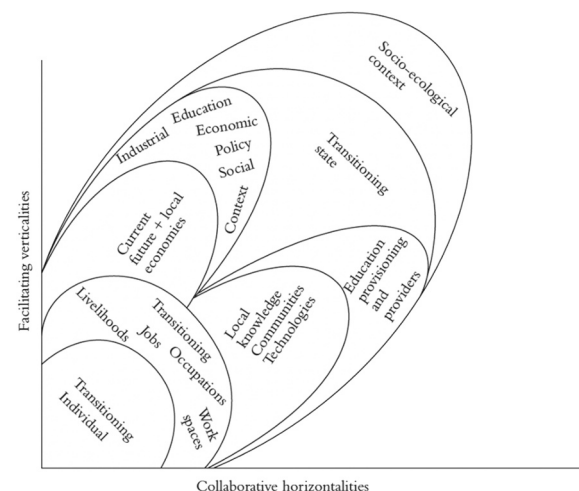 Socio-ecological
context
Education
Industrial
Economic
Policy
Social
Context
Transitioning
state
Current
future + local
economies
Education
provisioning
and
providers
Local
knowledge
Communities
Technologies
Livelihoods
Transitioning
Jobs
Occupations
Work
spaces
Transitioning
Individual
Facilitating verticalities
Collaborative horizontalities